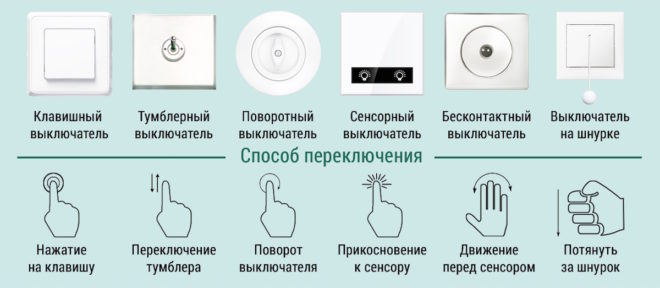 Клавишный
выключатель
Тумблерный
выключатель
Поворотный
выключатель
Сенсорный
выключатель
Бесконтактный
выключатель
Выключатель
на шнурке
Способ переключения
Нажатие
на клавишу
Переключение
тумблера
Поворот
выключателя
Прикосновение
к сенсору
Движение
перед сенсором
Потянуть
за шнурок